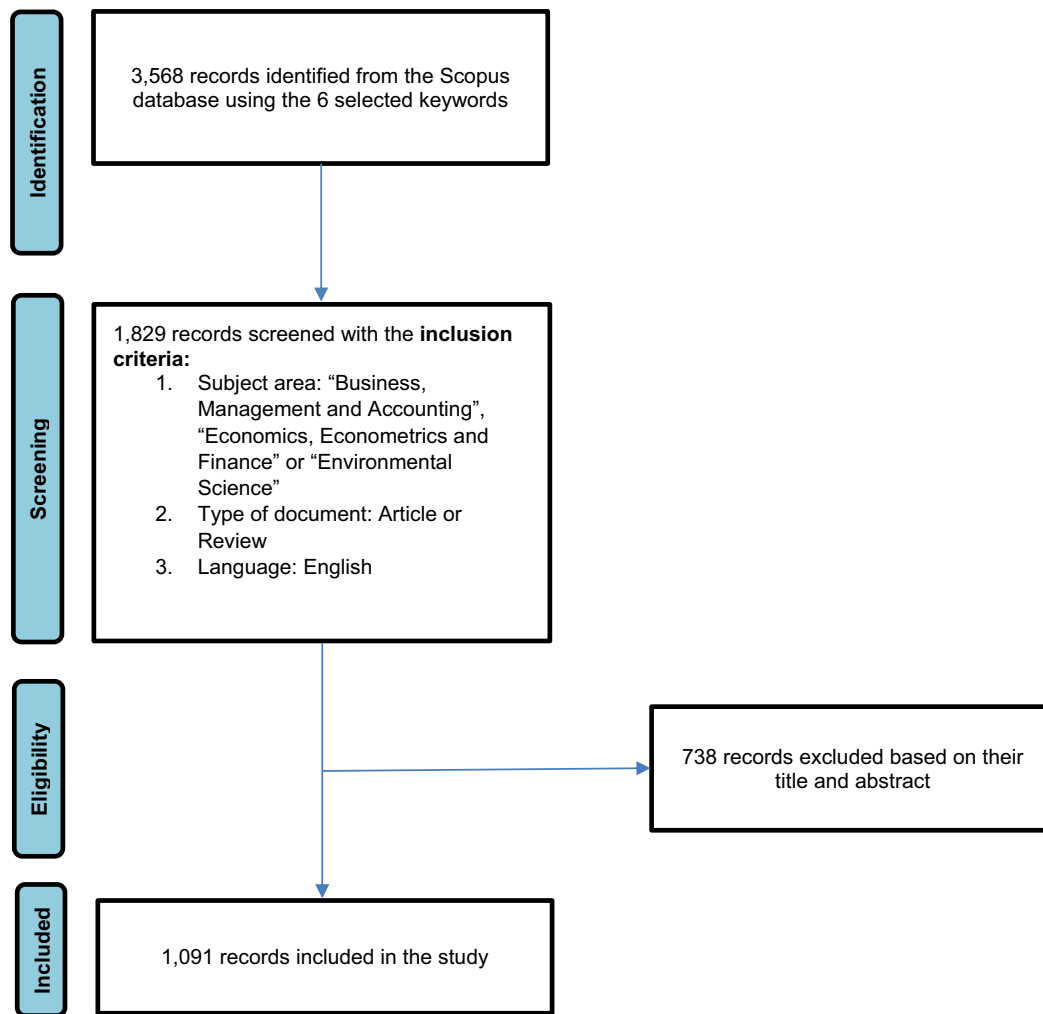 Identification
3,568 records identified from the Scopus
database using the 6 selected keywords
Screening
1,829 records screened with the inclusion
criteria:
1. Subject area: “Business,
Management and Accounting”,
“Economics, Econometrics and
Finance” or “Environmental
Science”
2. Type of document: Article or
Review
3. Language: English
Eligibility
738 records excluded based on their
title and abstract
Included
1,091 records included in the study